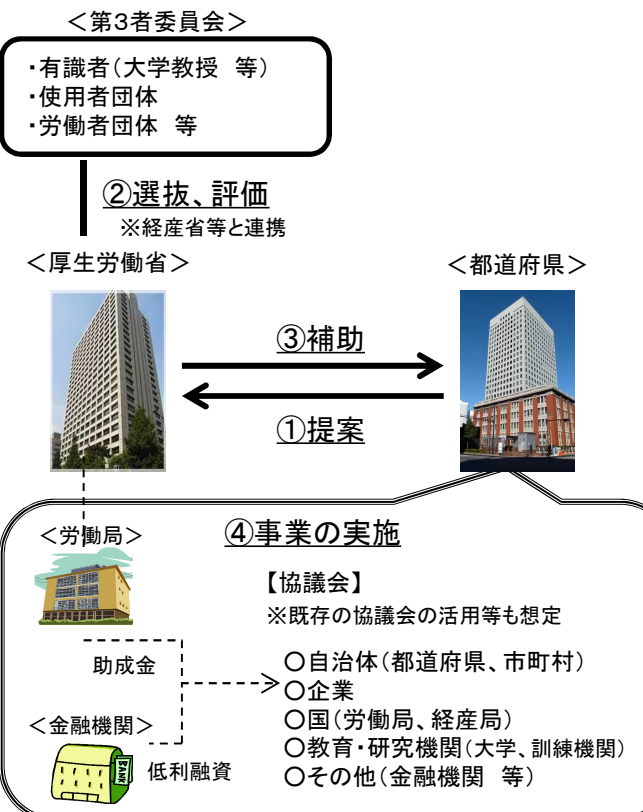 ＜第3者委員会＞
・有識者（大学教授　等）
・使用者団体
・労働者団体　等
②選抜、評価
※経産省等と連携
＜厚生労働省＞
＜都道府県＞
③補助
①提案
＜労働局＞
④事業の実施
【協議会】
※既存の協議会の活用等も想定
助成金
○自治体（都道府県、市町村）
○企業
＜金融機関＞
○国（労働局、経産局）
○教育・研究機関（大学、訓練機関）
BANK
低利融資
○その他（金融機関　等）